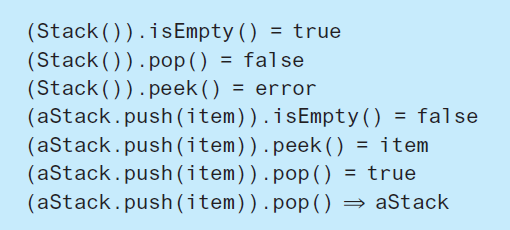 (Stack()).isEmpty() = true
(Stack()).pop() = false
(Stack()).peek() = error
(aStack.push(item)).isEmpty() = false
(aStack.push(item)).peek() = item
(aStack.push(item)).pop() = true
(aStack.push(item)).pop() ⟹ aStack